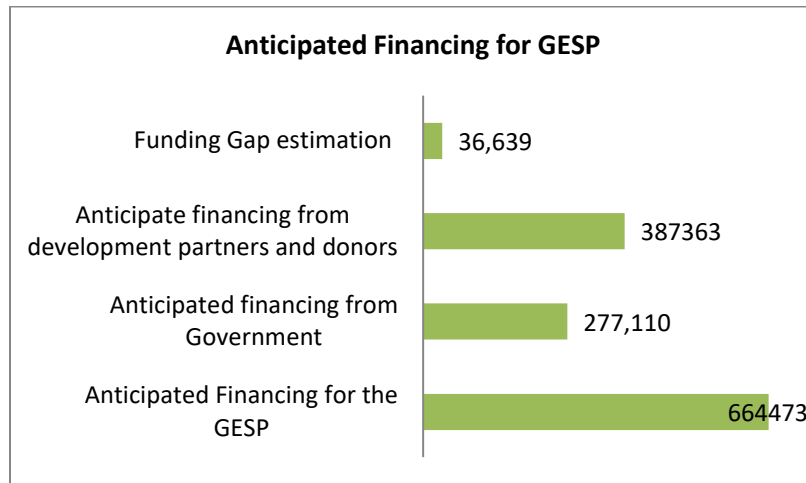 Anticipated Financing for GESP
Funding Gap estimation
36,639
Anticipate financing from
development partners and donors
387363
Anticipated financing from
Government
277,110
Anticipated Financing for the
GESP
664473